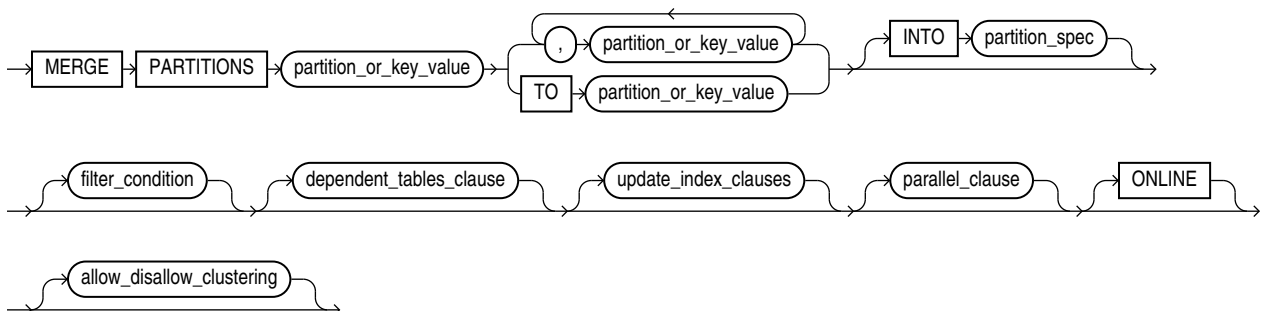 , partition_or_key_value INTO partition_spec
MERGE PARTITIONS partition_or_key_value
TO partition_or_key_value
filter_condition dependent_tables_clause update_index_clauses parallel_clause ONLINE
allow_disallow_clustering